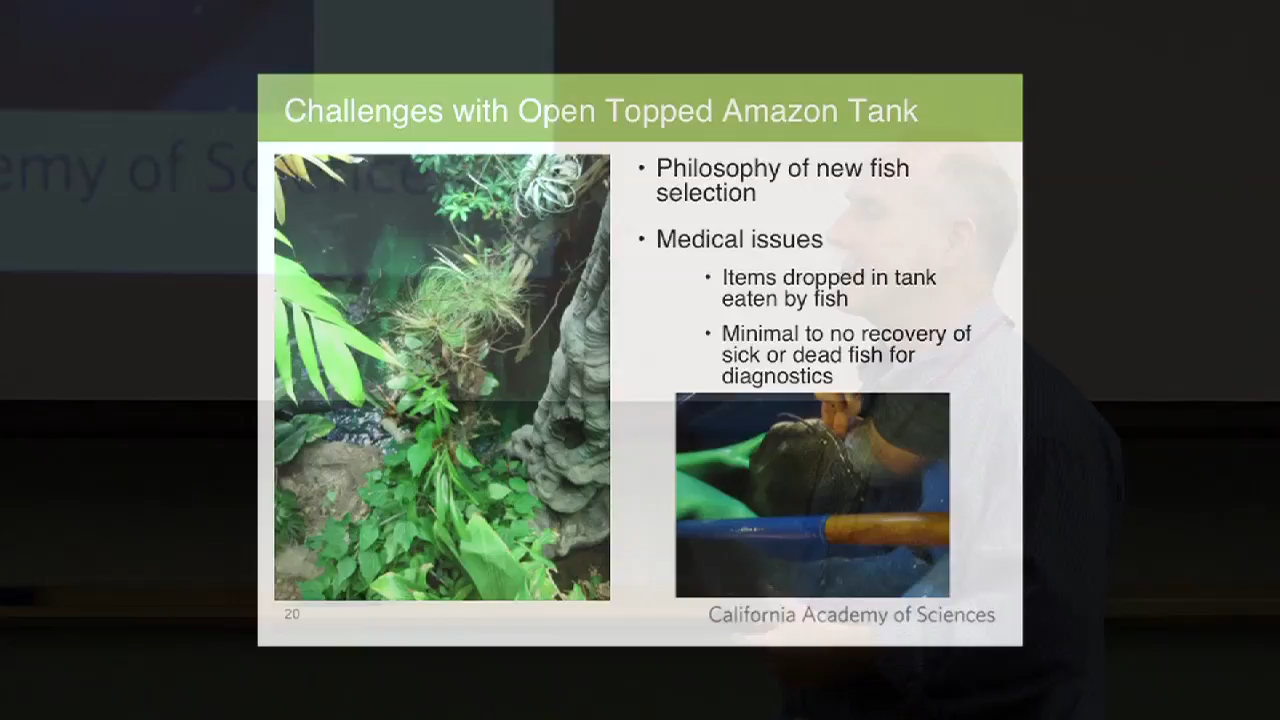 Challenges with Open Topped Amazon Tank
• Philosophy of new fish
selection
• Medical issues
• Items dropped in tank
eaten by fish
• Minimal to no recovery of
sick or dead fish for
diagnostics
20
California Academy of Sciences
emy of Sciences